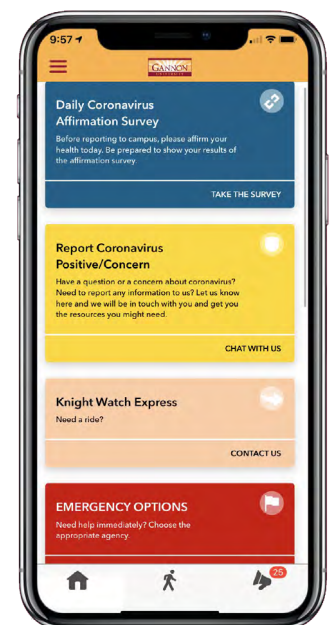 9:57
GANNON
UNIVERSITY
Daily Coronavirus
Affirmation Survey
Before reporting to campus, please affirm your
health today. Be prepared to show your results of
the affirmation survey.
TAKE THE SURVEY
Report Coronavirus
Positive/Concern
Have a question or a concern about coronavirus?
Need to report any information to us? Let us know
here and we will be in touch with you and get you
the resources you might need.
CHAT WITH US
Knight Watch Express
Need a ride?
CONTACT US
EMERGENCY OPTIONS
Need help immediately? Choose the
appropriate agency.
25